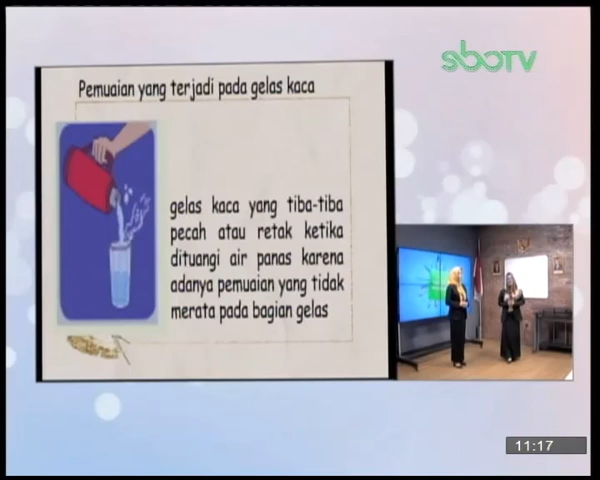 sboTV
Pemuaian yang terjadi pada gelas kaca
gelas kaca yang tiba-tiba
pecah atau retak ketika
dituangi air panas karena
adanya pemuaian yang tidak
merata pada bagian gelas
11:17